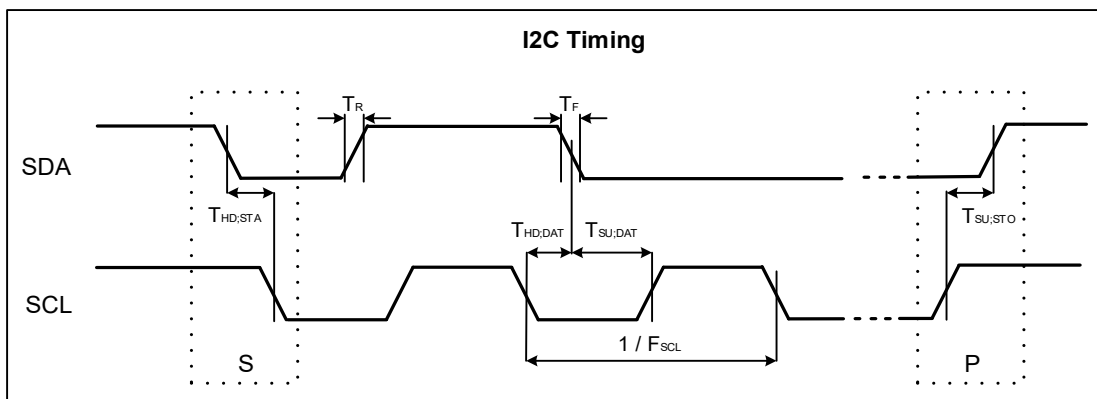 I2C Timing
TR
TF
SDA
THD;STA
THD;DAT
TSU;DAT
TSU;STO
SCL
1 / FSCL
S
P